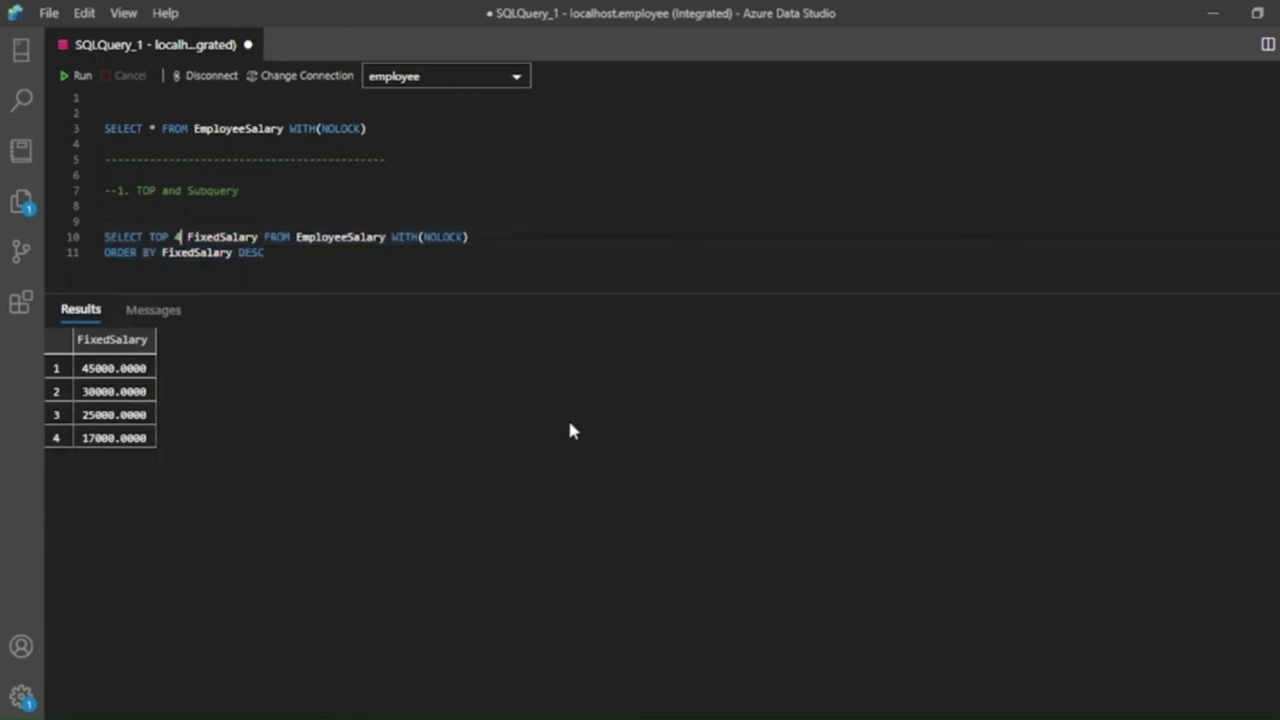 File Edit View Help
● SQLQuery_1 - localhost.employee (Integrated) - Azure Data Studio
SQLQuery_1 - localh...grated) ●
Run Cancel | Disconnect Change Connection employee
1
2
3 SELECT * FROM EmployeeSalary WITH(NOLOCK)
4
5 --------------------------------------------
6
7 --1. TOP and Subquery
8
9
10 SELECT TOP 4 FixedSalary FROM EmployeeSalary WITH(NOLOCK)
11 ORDER BY FixedSalary DESC
Results Messages
FixedSalary
1 45000.0000
2 30000.0000
3 25000.0000
4 17000.0000
1
1